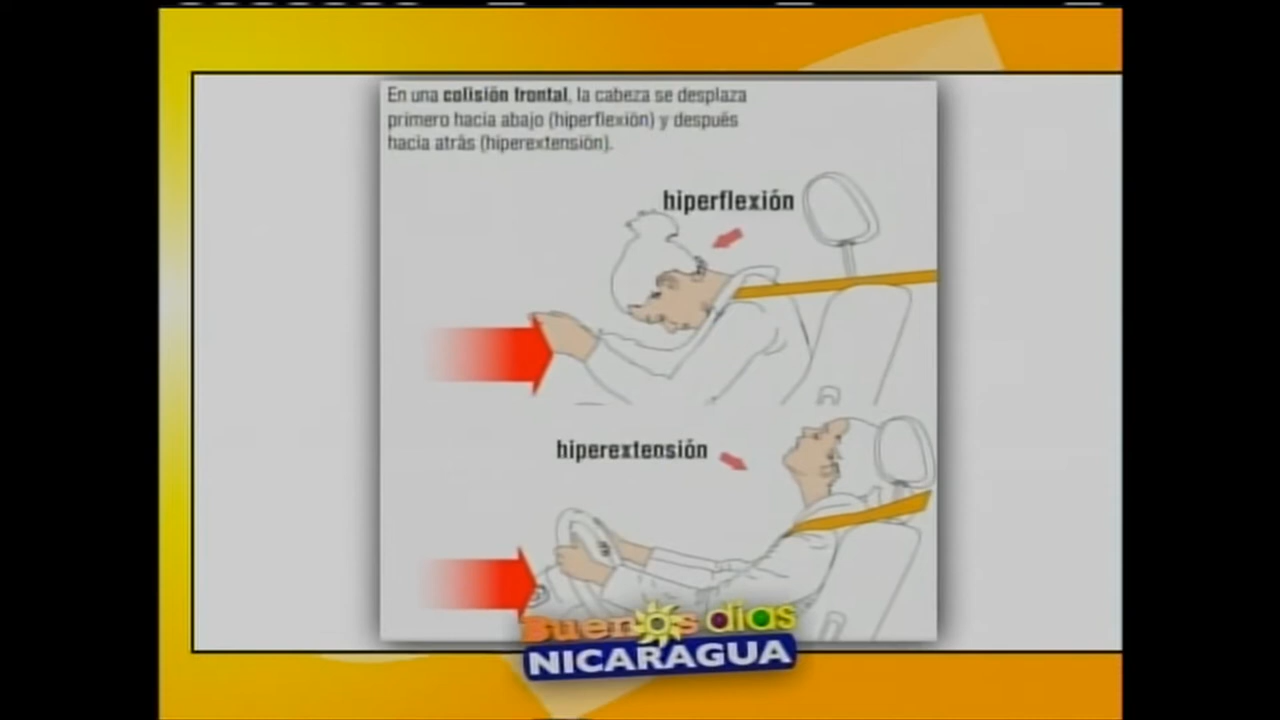 En una colisión frontal, la cabeza se desplaza
primero hacia abajo (hiperflexión) y después
hacia atrás (hiperextensión).
hiperflexión
hiperextensión
Buenos días
NICARAGUA